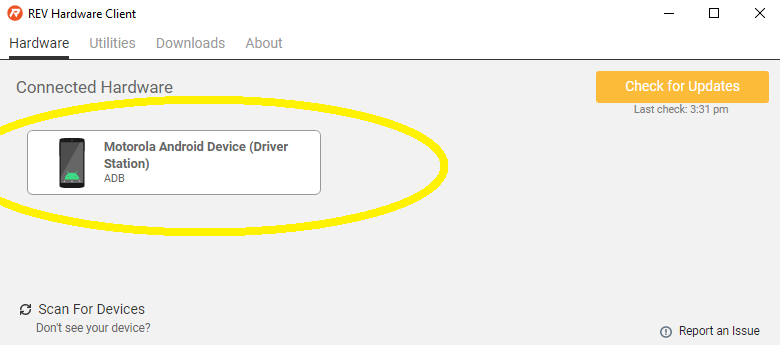 REV Hardware Client
Hardware Utilities Downloads About
Connected Hardware
Check for Updates
Last check: 3:31 pm
Motorola Android Device (Driver
Station)
ADB
Scan For Devices
Don't see your device?
Report an Issue